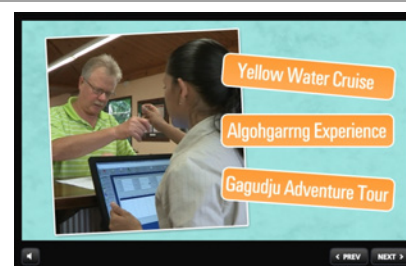 Yellow Water Cruise
Algohgarrng Experience
Gagudju Adventure Tour
< PREV
NEXT >